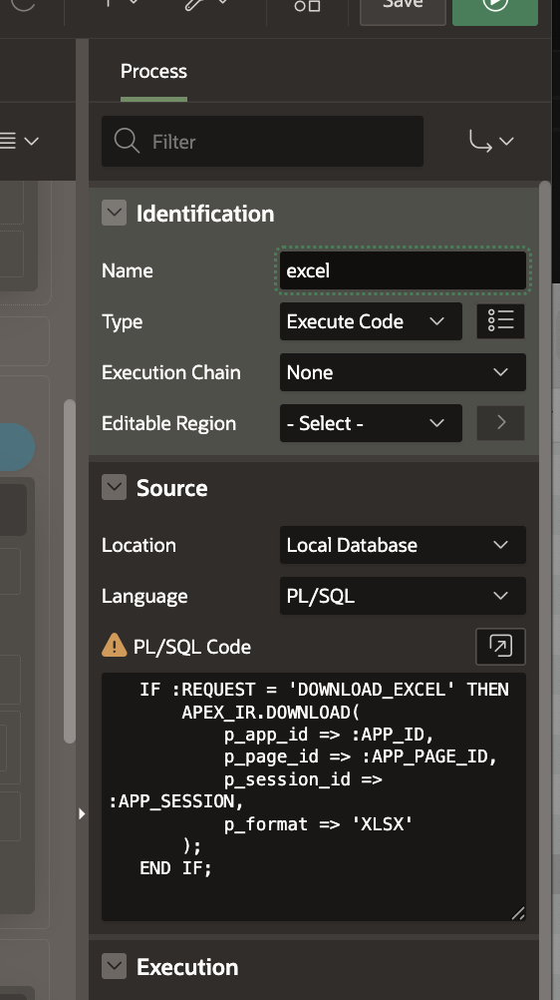 Save
Process
Filter
Identification
Name
excel
Type
Execute Code
Execution Chain
None
Editable Region
- Select -
Source
Location
Local Database
Language
PL/SQL
PL/SQL Code
IF :REQUEST = 'DOWNLOAD_EXCEL' THEN
APEX_IR.DOWNLOAD(
p_app_id => :APP_ID,
p_page_id => :APP_PAGE_ID,
p_session_id =>
:APP_SESSION,
p_format => 'XLSX'
);
END IF;
Execution